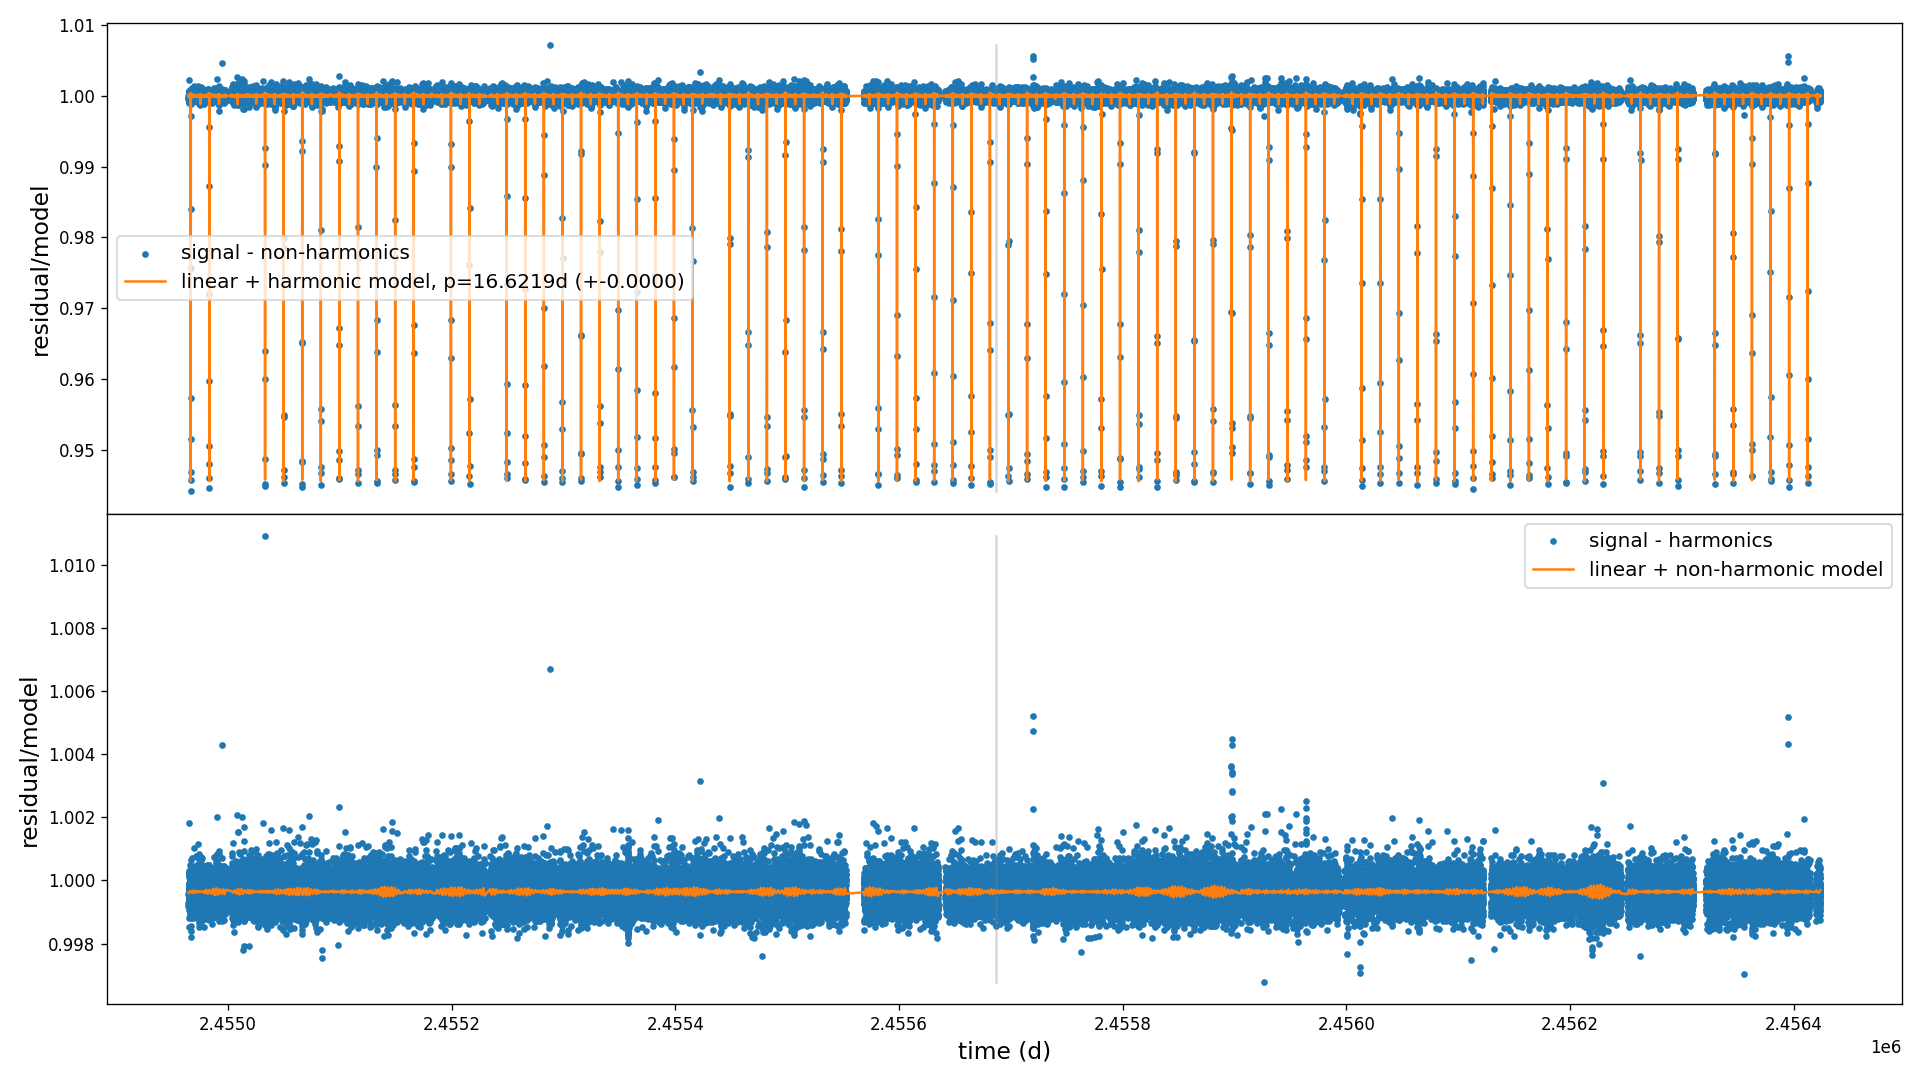 1.01
1.00
0.99
0.98
0.97
0.96
0.95
residual/model
signal - non-harmonics
linear + harmonic model, p=16.6219d (+-0.0000)
1.010
1.008
1.006
1.004
1.002
1.000
0.998
residual/model
signal - harmonics
linear + non-harmonic model
2.4550
2.4552
2.4554
2.4556
2.4558
2.4560
2.4562
2.4564
time (d)
1e6